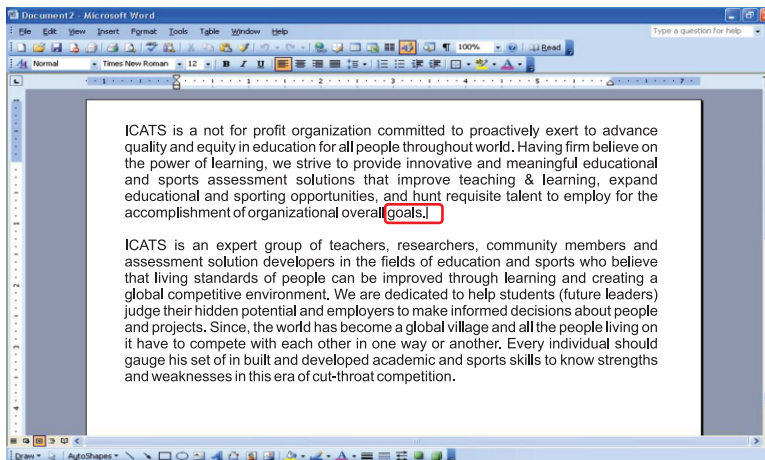 Document2 - Microsoft Word
File Edit View Insert Format Tools Table Window Help Type a question for help
100% Read
Normal Times New Roman 12 B I U
1 1 2 3 4 5 7
ICATS is a not for profit organization committed to proactively exert to advance
quality and equity in education for all people throughout world. Having firm believe on
the power of learning, we strive to provide innovative and meaningful educational
and sports assessment solutions that improve teaching & learning, expand
educational and sporting opportunities, and hunt requisite talent to employ for the
accomplishment of organizational overall goals.
ICATS is an expert group of teachers, researchers, community members and
assessment solution developers in the fields of education and sports who believe
that living standards of people can be improved through learning and creating a
global competitive environment. We are dedicated to help students (future leaders)
judge their hidden potential and employers to make informed decisions about people
and projects. Since, the world has become a global village and all the people living on
it have to compete with each other in one way or another. Every individual should
gauge his set of in built and developed academic and sports skills to know strengths
and weaknesses in this era of cut-throat competition.
Draw AutoShapes